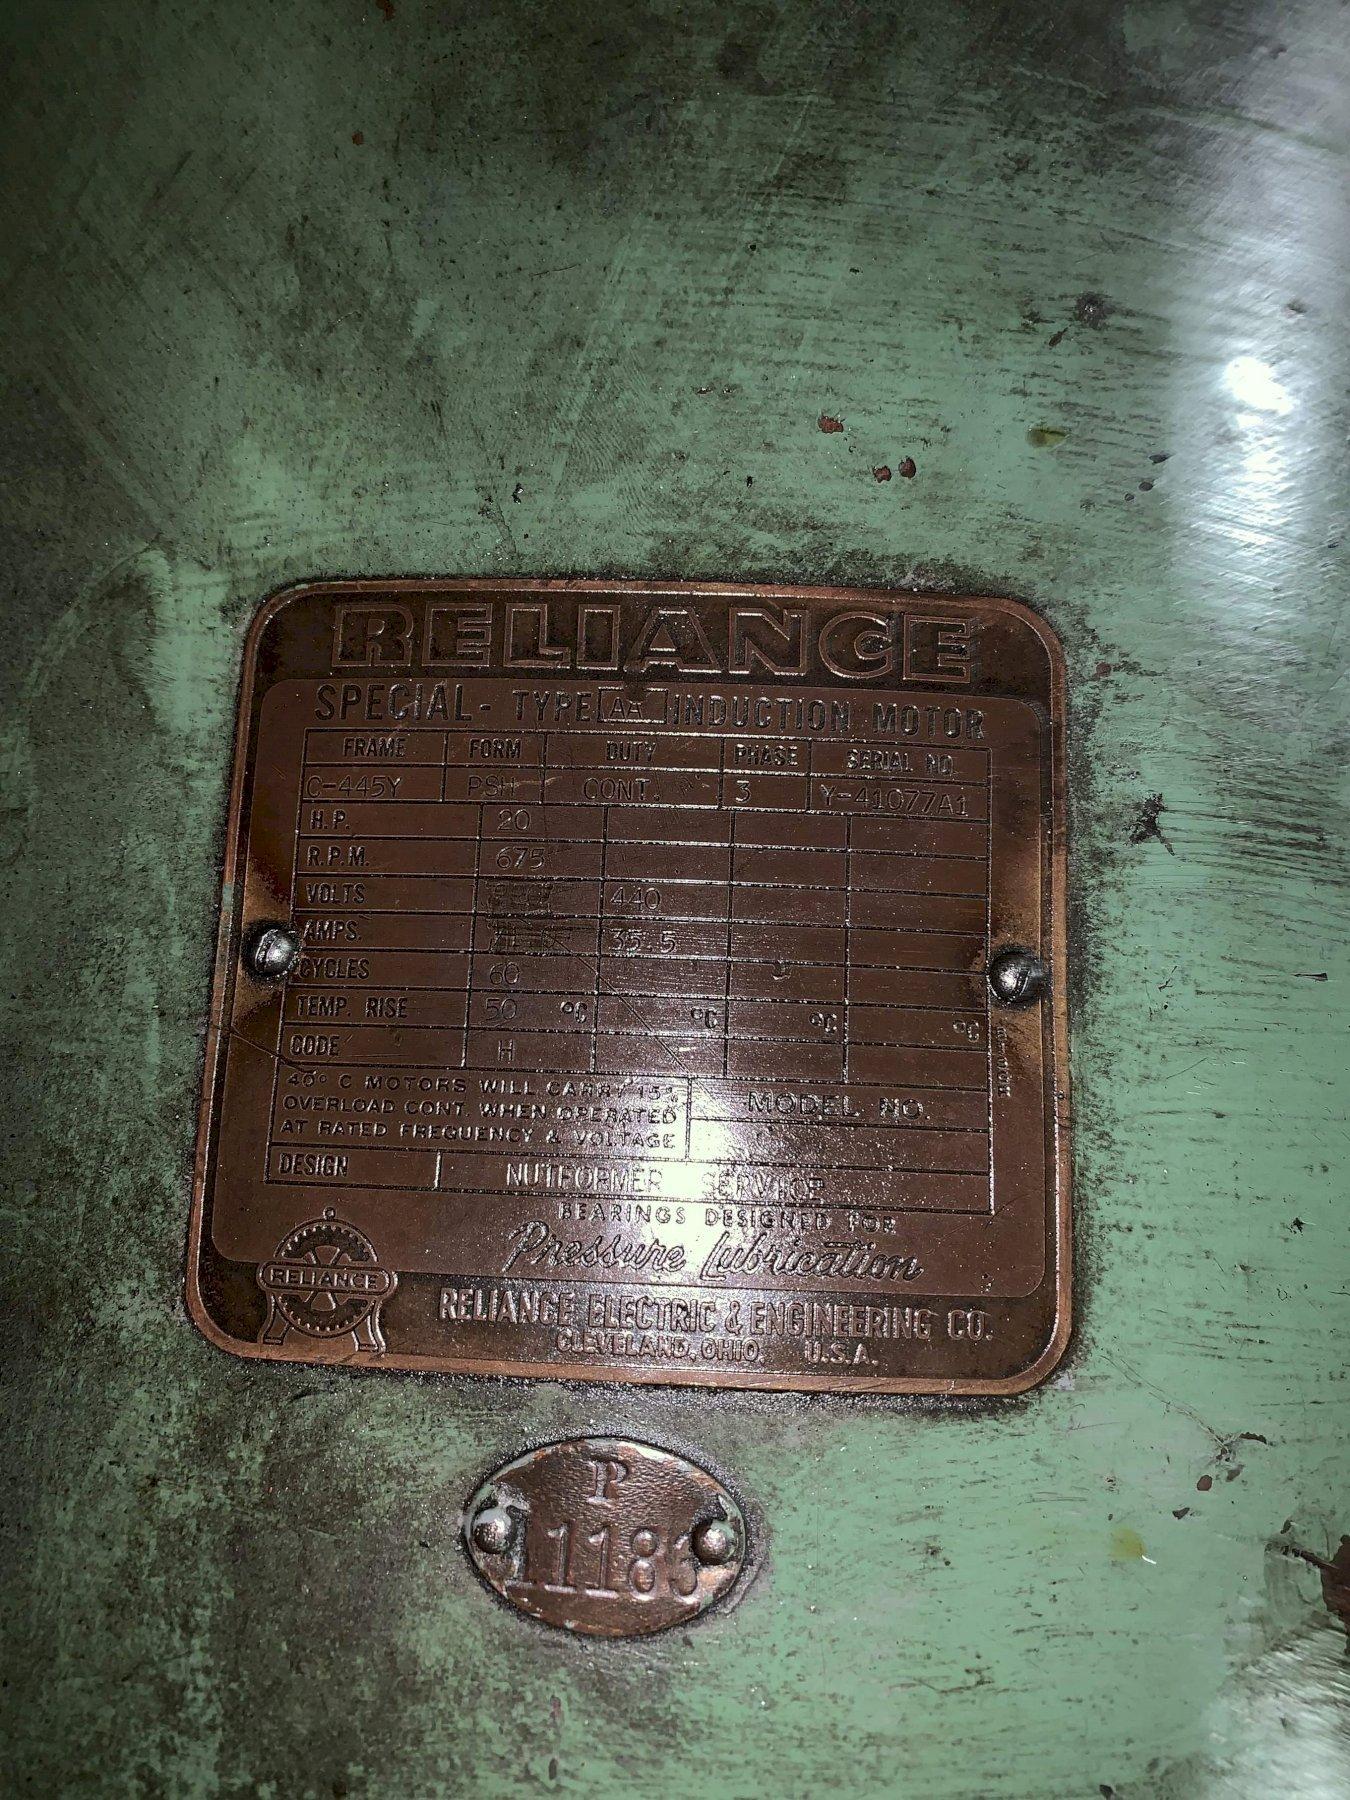 RELIANCE
SPECIAL- TYPE AA INDUCTION MOTOR
FRAME FORM DUTY PHASE SERIAL NO
C-445Y PSH CONT. 3 Y-41077A1
H.P. 20
R.P.M. 675
VOLTS 440
AMPS. 35.5
CYCLES 60
TEMP. RISE 50 °C °C °C °C
CODE H
40° C MOTORS WILL CARRY 15%
OVERLOAD CONT. WHEN OPERATED
AT RATED FREQUENCY & VOLTAGE
MODEL NO.
DESIGN NUTFORMER SERVICE
BEARINGS DESIGNED FOR
Pressure Lubrication
RELIANCE
RELIANCE ELECTRIC & ENGINEERING CO.
CLEVELAND, OHIO, U.S.A.
P
11183